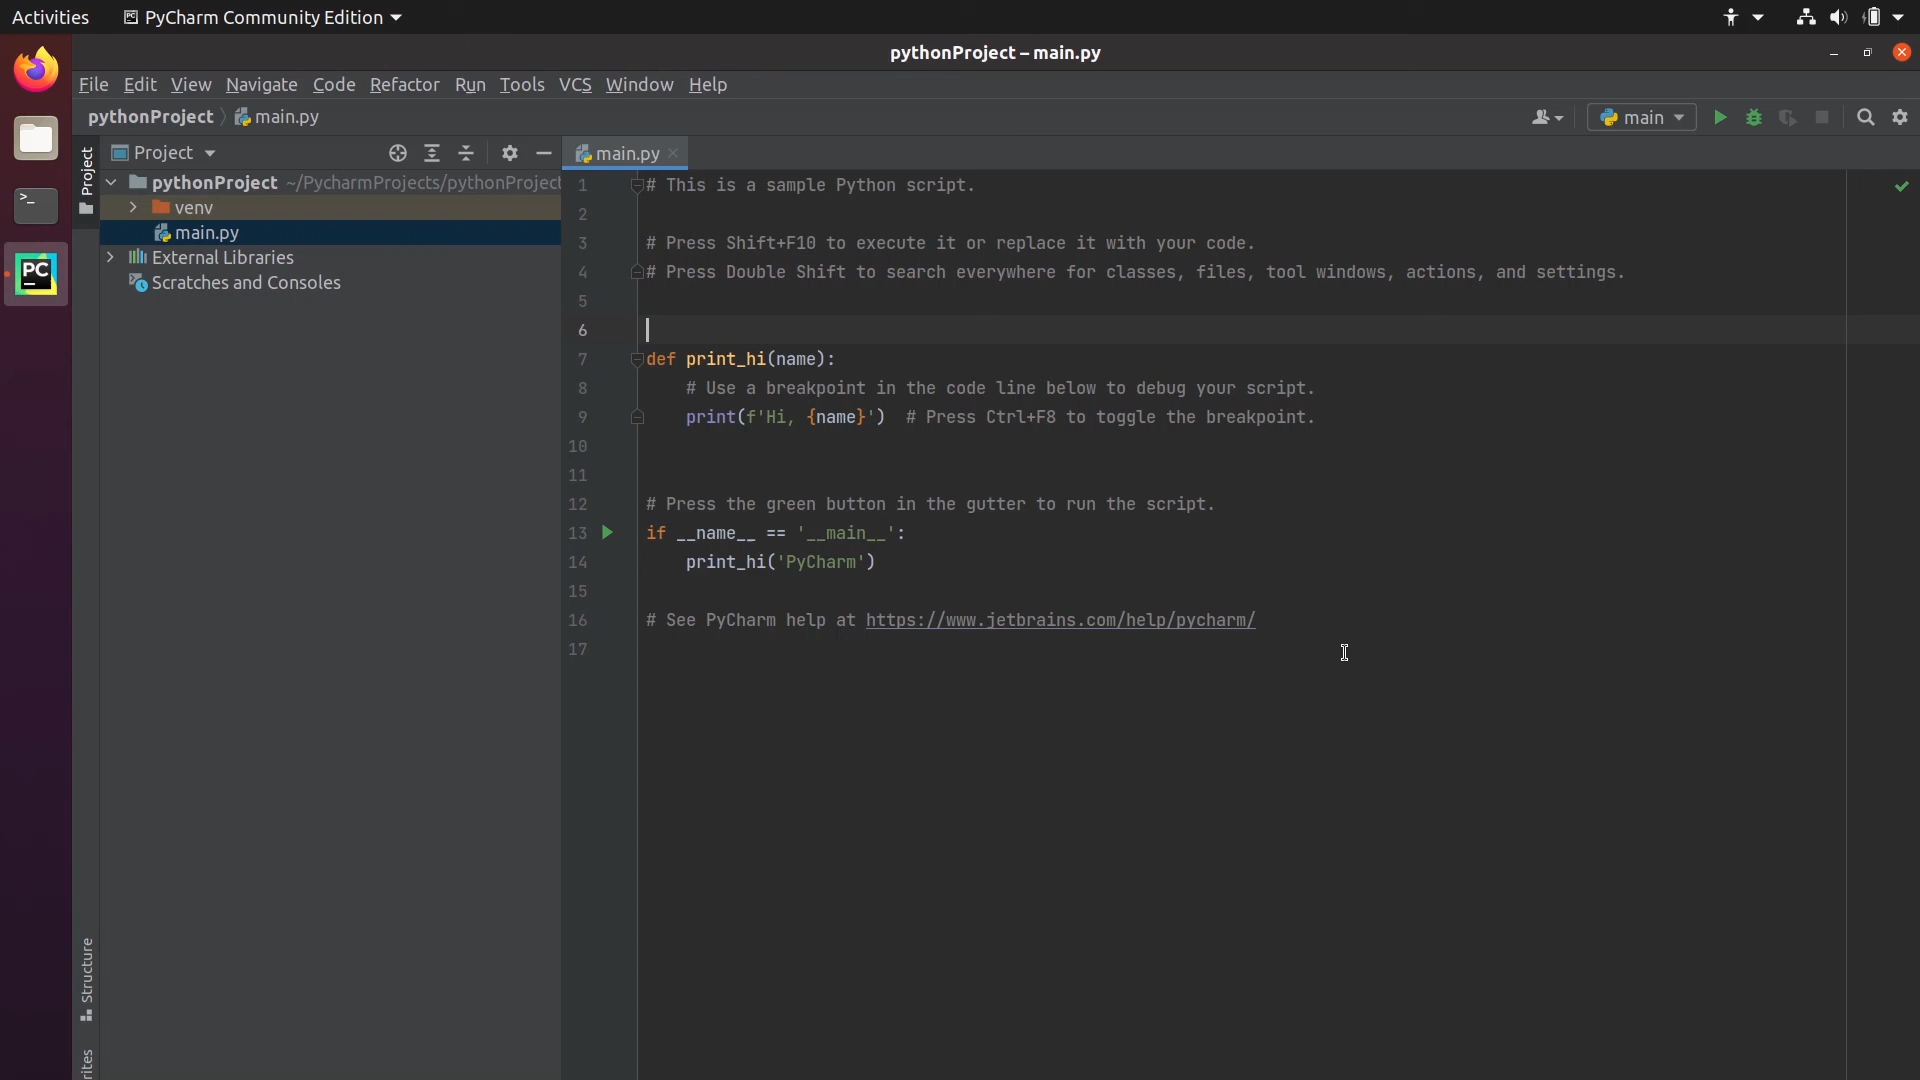 Activities PyCharm Community Edition
pythonProject – main.py
File Edit View Navigate Code Refactor Run Tools VCS Window Help
pythonProject main.py main
Project
Project
main.py
pythonProject ~/PycharmProjects/pythonProject
venv
main.py
External Libraries
Scratches and Consoles
>_
PC
1 # This is a sample Python script.
2
3 # Press Shift+F10 to execute it or replace it with your code.
4 # Press Double Shift to search everywhere for classes, files, tool windows, actions, and settings.
5
6
7 def print_hi(name):
8 # Use a breakpoint in the code line below to debug your script.
9 print(f'Hi, {name}') # Press Ctrl+F8 to toggle the breakpoint.
10
11
12 # Press the green button in the gutter to run the script.
13 if __name__ == '__main__':
14 print_hi('PyCharm')
15
16 # See PyCharm help at https://www.jetbrains.com/help/pycharm/
17
Structure
rites